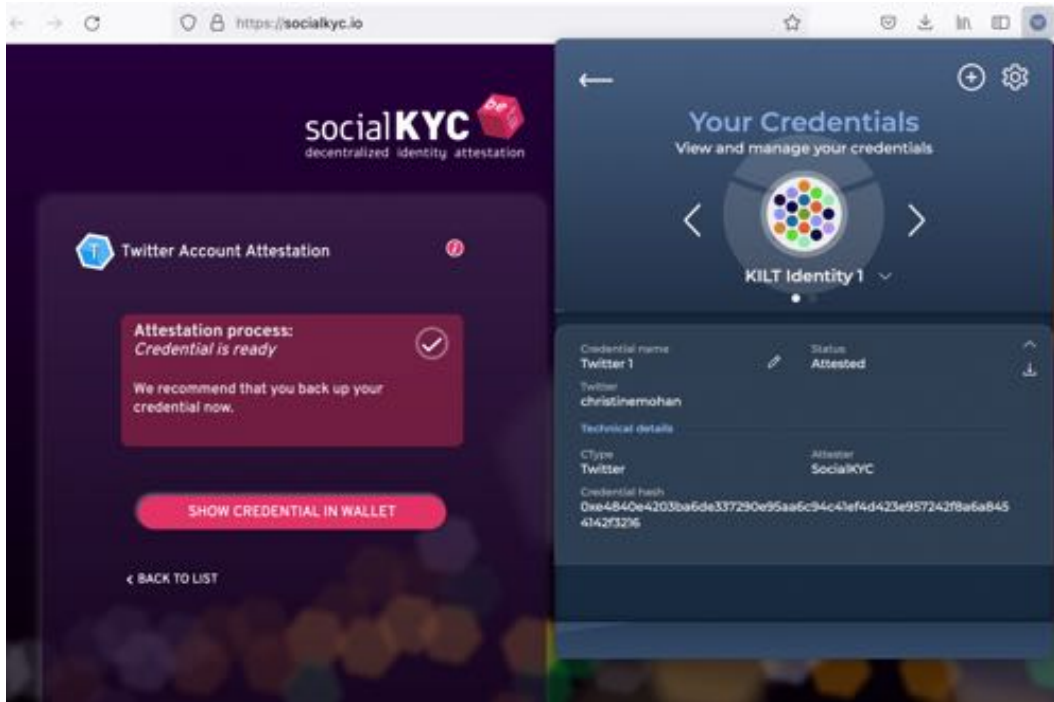 https://socialkyc.io
be
socialKYC
decentralized identity attestation
T
Twitter Account Attestation
i
Attestation process:
Credential is ready
We recommend that you back up your
credential now.
SHOW CREDENTIAL IN WALLET
< BACK TO LIST
Your Credentials
View and manage your credentials
KILT Identity 1
Credential name
Twitter 1
Status
Attested
Twitter
christinemohan
Technical details
CType
Twitter
Attester
SocialKYC
Credential hash
0xe4840e4203ba6de337290e95aa6c94c41ef4d423e957242f8a6a845
4142f3216